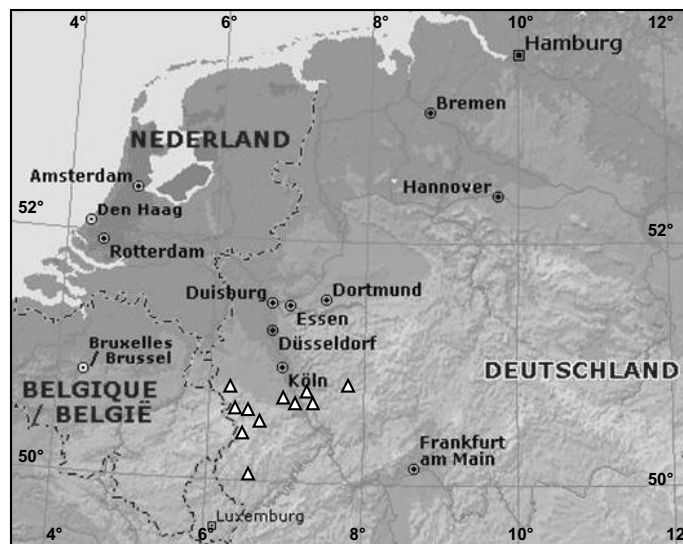 4° 6° 8° 10° 12°
Hamburg
Bremen
NEDERLAND
Amsterdam
Hannover
Den Haag
52° 52°
Rotterdam
Duisburg Dortmund
Essen
Düsseldorf
Bruxelles
/ Brussel
Köln
DEUTSCHLAND
BELGIQUE
/ BELGIË
Frankfurt
am Main
50° 50°
Luxemburg
4° 6° 8° 10° 12°